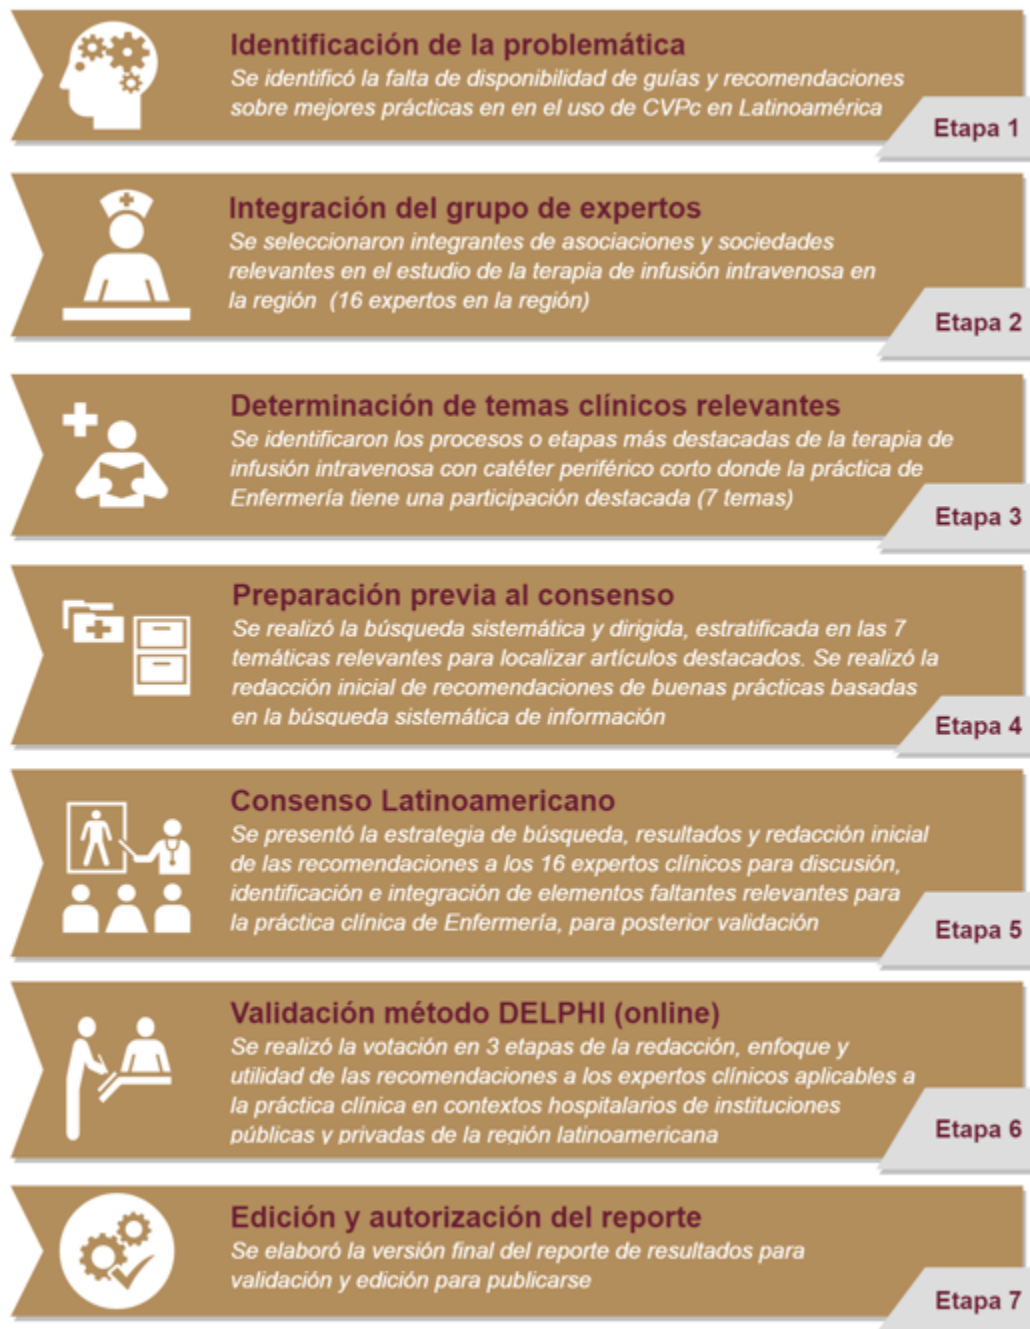 Identificación de la problemática
Se identificó la falta de disponibilidad de guías y recomendaciones
sobre mejores prácticas en en el uso de CVPc en Latinoamérica
Etapa 1
Integración del grupo de expertos
Se seleccionaron integrantes de asociaciones y sociedades
relevantes en el estudio de la terapia de infusión intravenosa en
la región (16 expertos en la región)
Etapa 2
Determinación de temas clínicos relevantes
Se identificaron los procesos o etapas más destacadas de la terapia de
infusión intravenosa con catéter periférico corto donde la práctica de
Enfermería tiene una participación destacada (7 temas)
Etapa 3
Preparación previa al consenso
Se realizó la búsqueda sistemática y dirigida, estratificada en las 7
temáticas relevantes para localizar artículos destacados. Se realizó la
redacción inicial de recomendaciones de buenas prácticas basadas
en la búsqueda sistemática de información
Etapa 4
Consenso Latinoamericano
Se presentó la estrategia de búsqueda, resultados y redacción inicial
de las recomendaciones a los 16 expertos clínicos para discusión,
identificación e integración de elementos faltantes relevantes para
la práctica clínica de Enfermería, para posterior validación
Etapa 5
Validación método DELPHI (online)
Se realizó la votación en 3 etapas de la redacción, enfoque y
utilidad de las recomendaciones a los expertos clínicos aplicables a
la práctica clínica en contextos hospitalarios de instituciones
públicas y privadas de la región latinoamericana
Etapa 6
Edición y autorización del reporte
Se elaboró la versión final del reporte de resultados para
validación y edición para publicarse
Etapa 7